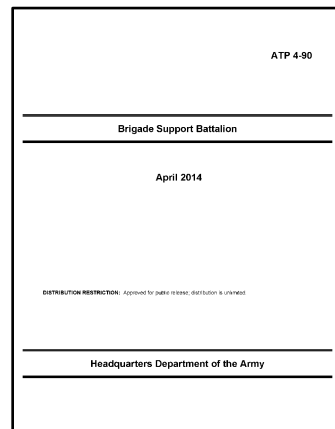 ATP 4-90
Brigade Support Battalion
April 2014
DISTRIBUTION RESTRICTION: Approved for public release; distribution is unlimited.
Headquarters Department of the Army